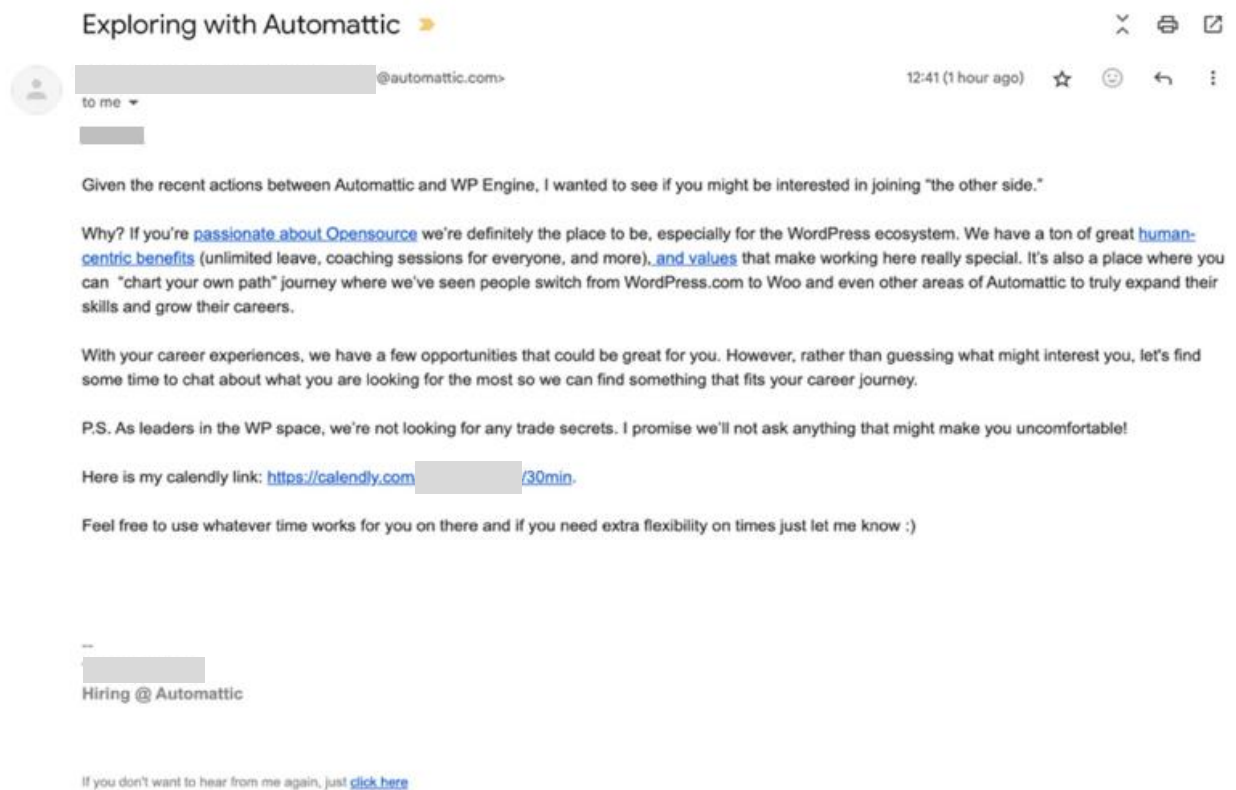 Exploring with Automattic
@automattic.com>
12:41 (1 hour ago)
to me
Given the recent actions between Automattic and WP Engine, I wanted to see if you might be interested in joining "the other side."
Why? If you're passionate about Opensource we're definitely the place to be, especially for the WordPress ecosystem. We have a ton of great human-
centric benefits (unlimited leave, coaching sessions for everyone, and more), and values that make working here really special. It's also a place where you
can "chart your own path" journey where we've seen people switch from WordPress.com to Woo and even other areas of Automattic to truly expand their
skills and grow their careers.
With your career experiences, we have a few opportunities that could be great for you. However, rather than guessing what might interest you, let's find
some time to chat about what you are looking for the most so we can find something that fits your career journey.
P.S. As leaders in the WP space, we're not looking for any trade secrets. I promise we'll not ask anything that might make you uncomfortable!
Here is my calendly link: https://calendly.com /30min.
Feel free to use whatever time works for you on there and if you need extra flexibility on times just let me know :)
--
Hiring @ Automattic
If you don't want to hear from me again, just click here